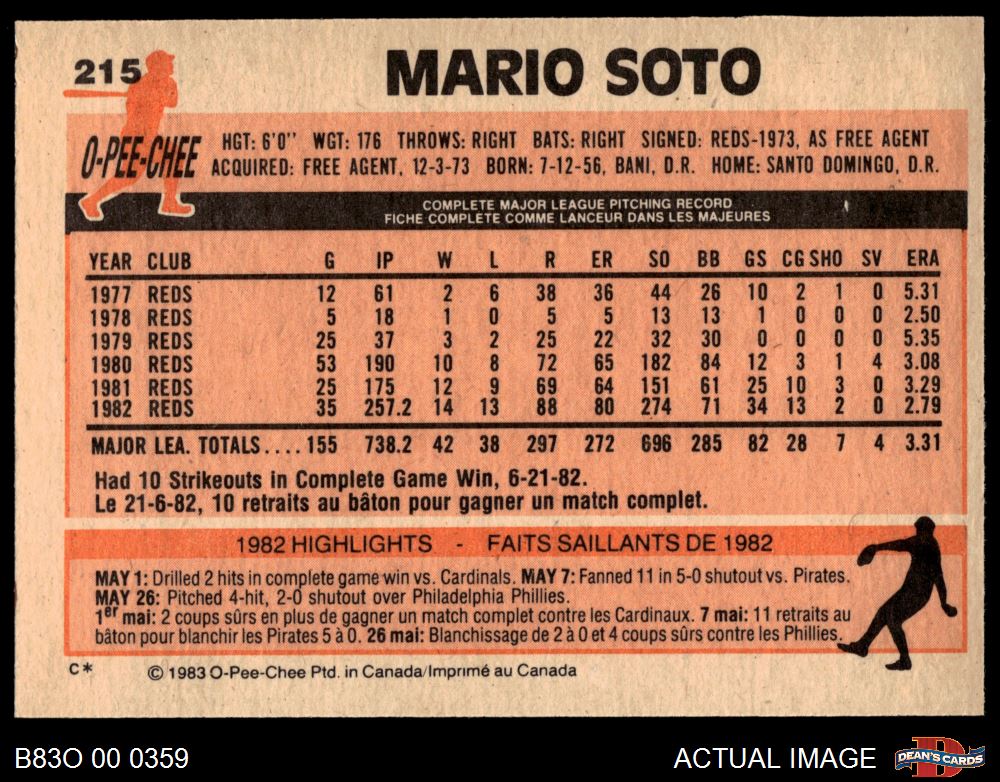 215
MARIO SOTO
O-PEE-CHEE
HGT: 6'0" WGT: 176 THROWS: RIGHT BATS: RIGHT SIGNED: REDS-1973, AS FREE AGENT
ACQUIRED: FREE AGENT, 12-3-73 BORN: 7-12-56, BANI, D.R. HOME: SANTO DOMINGO, D.R.
COMPLETE MAJOR LEAGUE PITCHING RECORD
FICHE COMPLETE COMME LANCEUR DANS LES MAJEURES
YEAR CLUB G IP W L R ER SO BB GS CG SHO SV ERA
1977 REDS 12 61 2 6 38 36 44 26 10 2 1 0 5.31
1978 REDS 5 18 1 0 5 5 13 13 1 0 0 0 2.50
1979 REDS 25 37 3 2 25 22 32 30 0 0 0 0 5.35
1980 REDS 53 190 10 8 72 65 182 84 12 3 1 4 3.08
1981 REDS 25 175 12 9 69 64 151 61 25 10 3 0 3.29
1982 REDS 35 257.2 14 13 88 80 274 71 34 13 2 0 2.79
MAJOR LEA. TOTALS.... 155 738.2 42 38 297 272 696 285 82 28 7 4 3.31
Had 10 Strikeouts in Complete Game Win, 6-21-82.
Le 21-6-82, 10 retraits au bâton pour gagner un match complet.
1982 HIGHLIGHTS - FAITS SAILLANTS DE 1982
MAY 1: Drilled 2 hits in complete game win vs. Cardinals. MAY 7: Fanned 11 in 5-0 shutout vs. Pirates.
MAY 26: Pitched 4-hit, 2-0 shutout over Philadelphia Phillies.
1er mai: 2 coups sûrs en plus de gagner un match complet contre les Cardinaux. 7 mai: 11 retraits au
bâton pour blanchir les Pirates 5 à 0. 26 mai: Blanchissage de 2 à 0 et 4 coups sûrs contre les Phillies.
C* © 1983 O-Pee-Chee Ptd. in Canada/Imprimé au Canada
B83O 00 0359
ACTUAL IMAGE
D
DEAN'S CARDS